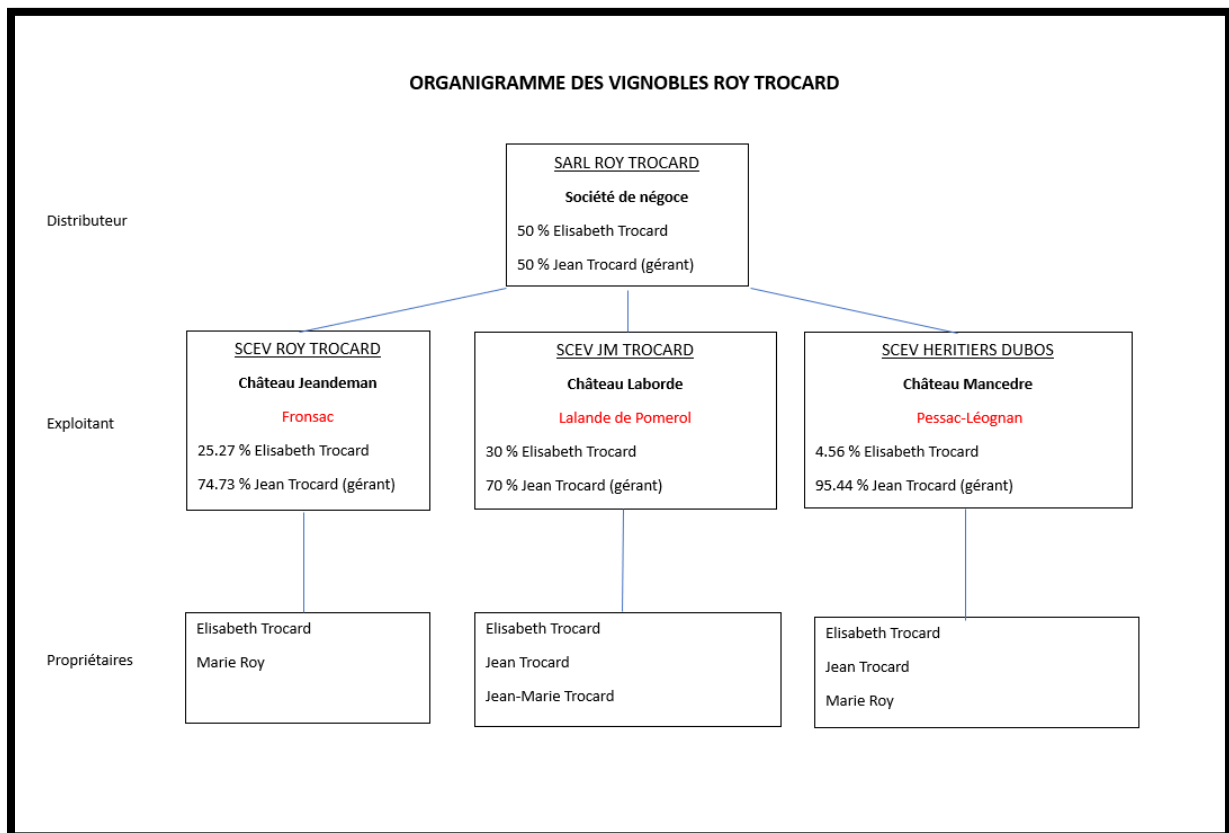 ORGANIGRAMME DES VIGNOBLES ROY TROCARD
Distributeur
SARL ROY TROCARD
Société de négoce
50 % Elisabeth Trocard
50 % Jean Trocard (gérant)
Exploitant
SCEV ROY TROCARD
Château Jeandeman
Fronsac
25.27 % Elisabeth Trocard
74.73 % Jean Trocard (gérant)
SCEV JM TROCARD
Château Laborde
Lalande de Pomerol
30 % Elisabeth Trocard
70 % Jean Trocard (gérant)
SCEV HERITIERS DUBOS
Château Mancedre
Pessac-Léognan
4.56 % Elisabeth Trocard
95.44 % Jean Trocard (gérant)
Propriétaires
Elisabeth Trocard
Marie Roy
Elisabeth Trocard
Jean Trocard
Jean-Marie Trocard
Elisabeth Trocard
Jean Trocard
Marie Roy